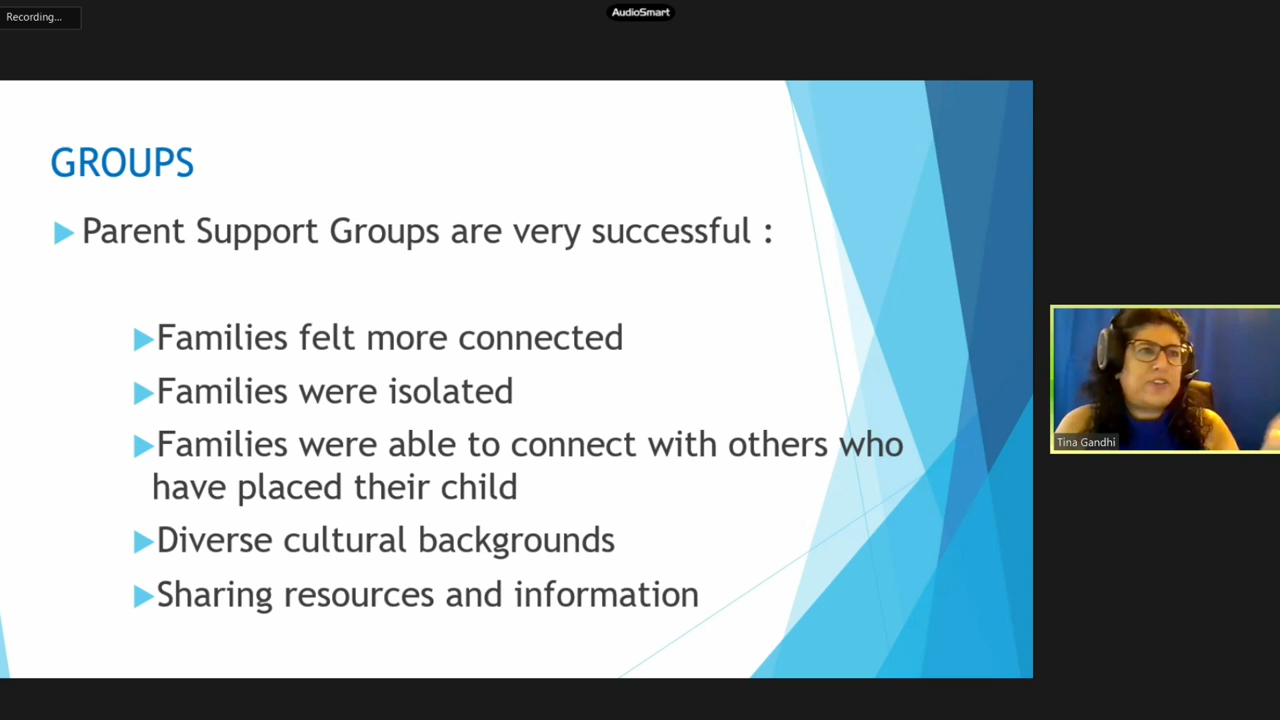 Recording...
AudioSmart
GROUPS
Parent Support Groups are very successful :
Families felt more connected
Families were isolated
Families were able to connect with others who
have placed their child
Diverse cultural backgrounds
Sharing resources and information
Tina Gandhi